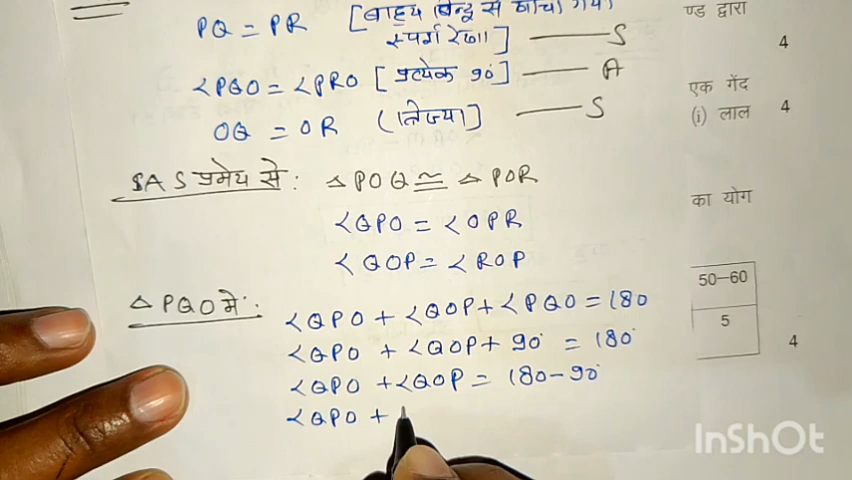 PQ = PR [बाह्य बिन्दु से खींचा गया
स्पर्श रेखा] — S
<PQO = <PRO [प्रत्येक 90°] — A
OQ = OR (त्रिज्या] — S
SAS प्रमेय से: △POQ ≅ △POR
<QPO = <OPR
<QOP = <ROP
△PQO में: <QPO + <QOP + <PQO = 180
<QPO + <QOP + 90° = 180°
<QPO + <QOP = 180 - 90°
<QPO +
ण्ड द्वारा
4
एक गेंद
(i) लाल 4
का योग
50–60
5
4
InShOt